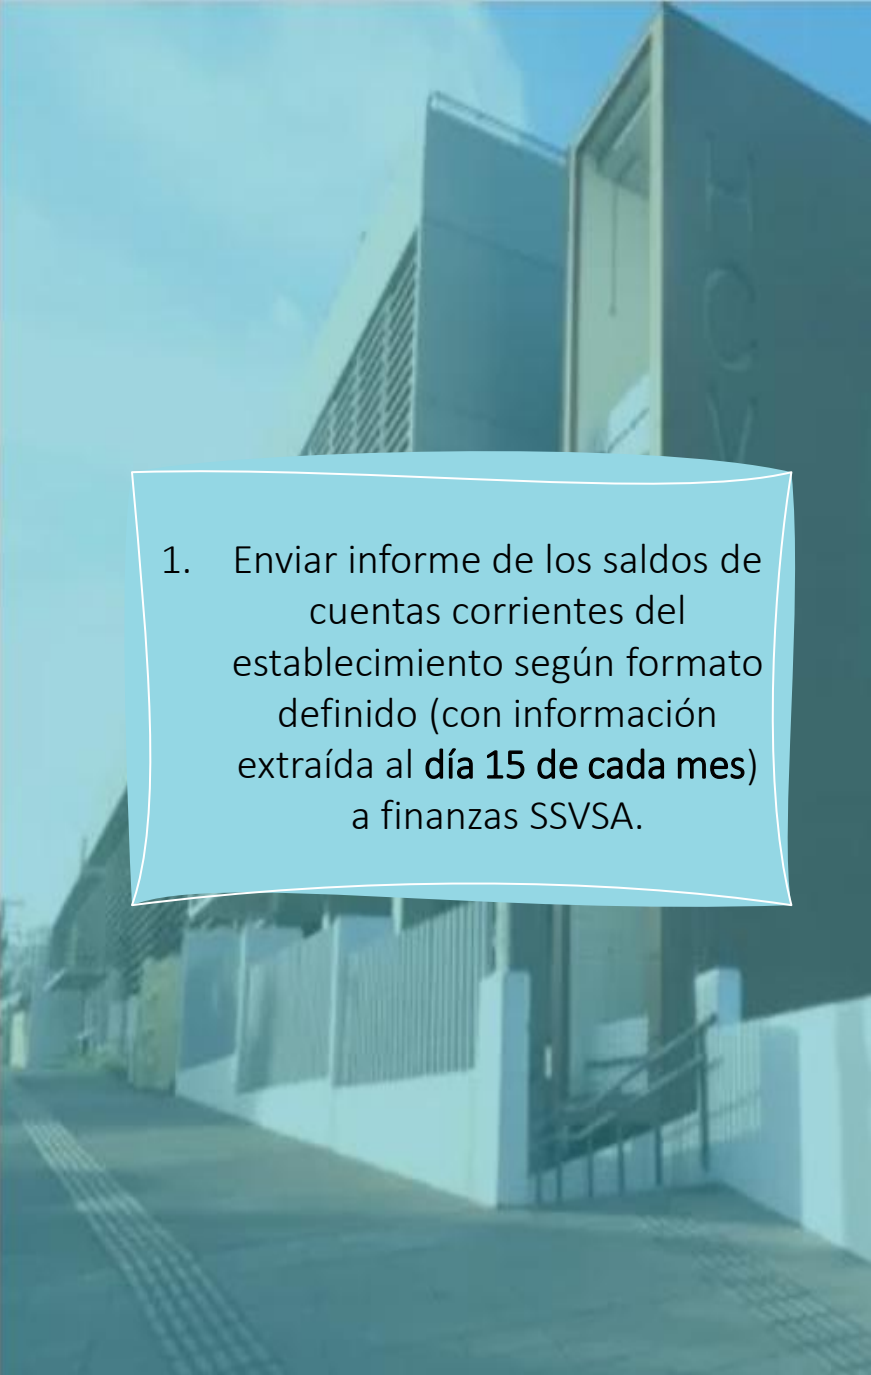 HCV
1. Enviar informe de los saldos de
cuentas corrientes del
establecimiento según formato
definido (con información
extraída al día 15 de cada mes)
a finanzas SSVSA.